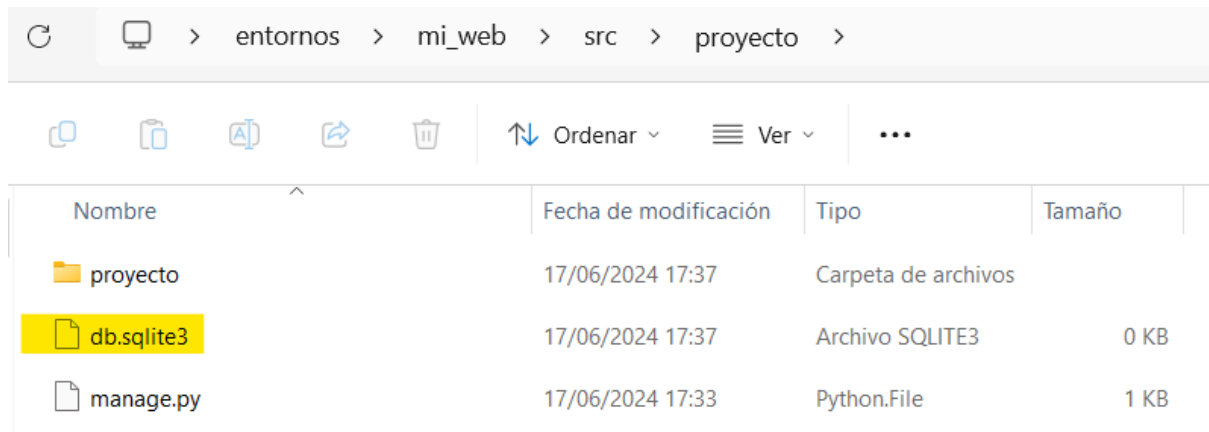 > entornos > mi_web > src > proyecto >
Ordenar Ver ...
Nombre Fecha de modificación Tipo Tamaño
proyecto 17/06/2024 17:37 Carpeta de archivos
db.sqlite3 17/06/2024 17:37 Archivo SQLITE3 0 KB
manage.py 17/06/2024 17:33 Python.File 1 KB